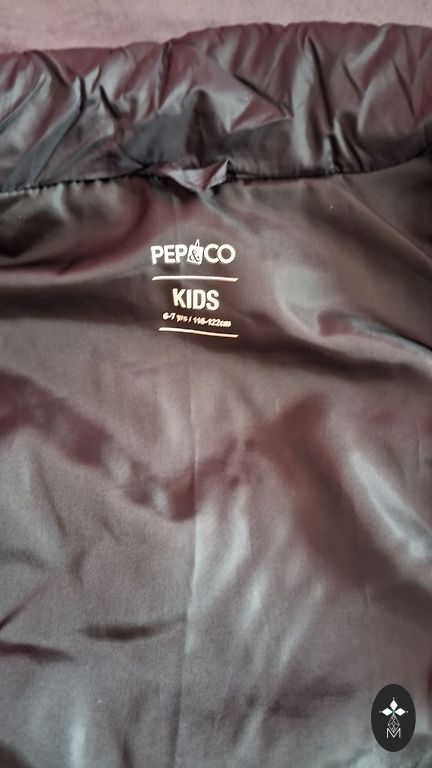 PEP&CO
KIDS
6-7 yrs / 116-122cm
M